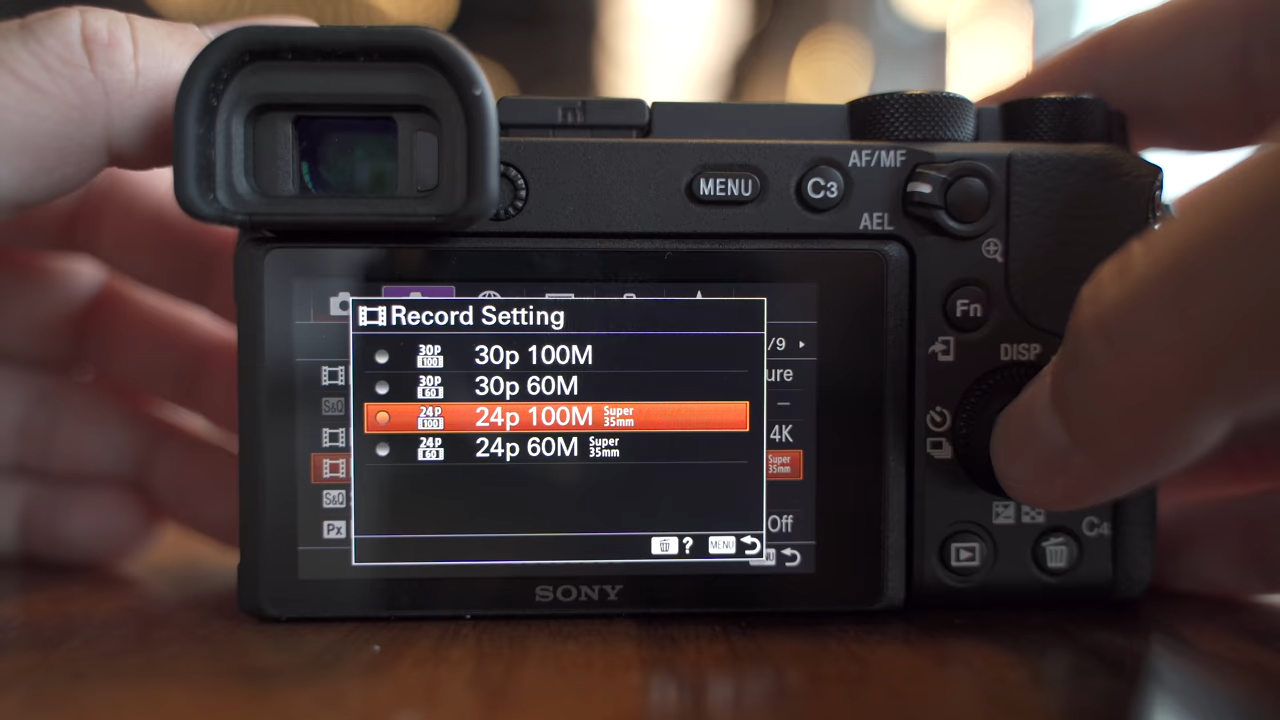 MENU
C3
AF/MF
AEL
Fn
DISP
Record Setting
/9
30P 100 30p 100M
ure
30P 60 30p 60M
24P 100 24p 100M Super 35mm
4K
24P 60 24p 60M Super 35mm
Super 35mm
S&Q
S&Q
Px
Off
? MENU
C4
SONY